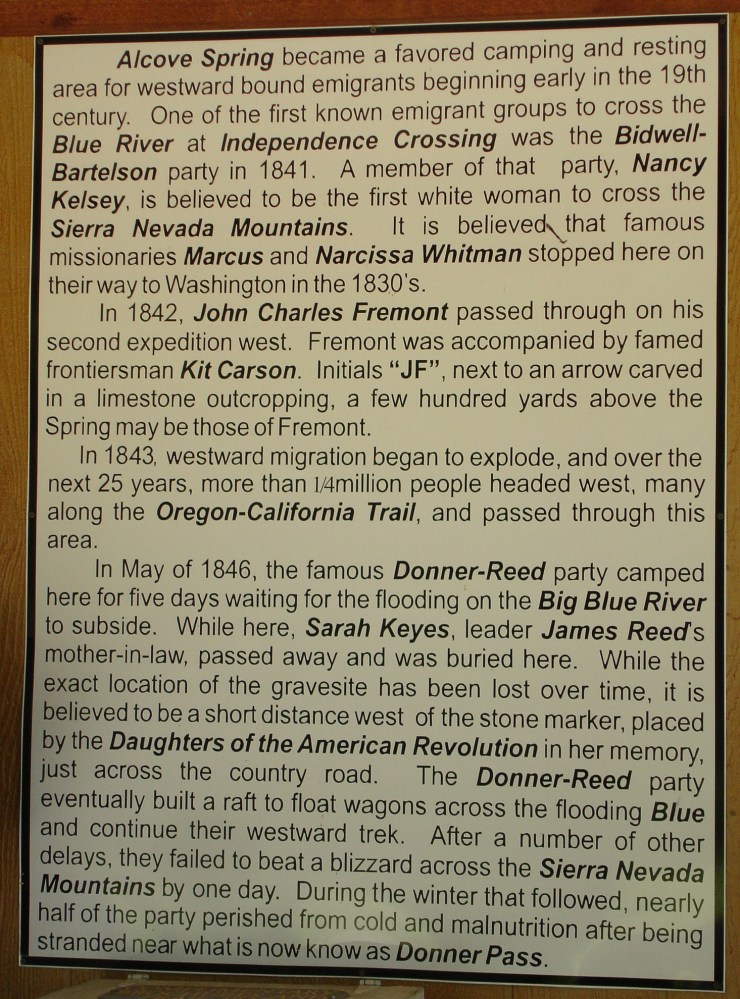 Alcove Spring became a favored camping and resting
area for westward bound emigrants beginning early in the 19th
century. One of the first known emigrant groups to cross the
Blue River at Independence Crossing was the Bidwell-
Bartelson party in 1841. A member of that party, Nancy
Kelsey, is believed to be the first white woman to cross the
Sierra Nevada Mountains. It is believed that famous
missionaries Marcus and Narcissa Whitman stopped here on
their way to Washington in the 1830's.
In 1842, John Charles Fremont passed through on his
second expedition west. Fremont was accompanied by famed
frontiersman Kit Carson. Initials “JF”, next to an arrow carved
in a limestone outcropping, a few hundred yards above the
Spring may be those of Fremont.
In 1843, westward migration began to explode, and over the
next 25 years, more than 1/4million people headed west, many
along the Oregon-California Trail, and passed through this
area.
In May of 1846, the famous Donner-Reed party camped
here for five days waiting for the flooding on the Big Blue River
to subside. While here, Sarah Keyes, leader James Reed's
mother-in-law, passed away and was buried here. While the
exact location of the gravesite has been lost over time, it is
believed to be a short distance west of the stone marker, placed
by the Daughters of the American Revolution in her memory,
just across the country road. The Donner-Reed party
eventually built a raft to float wagons across the flooding Blue
and continue their westward trek. After a number of other
delays, they failed to beat a blizzard across the Sierra Nevada
Mountains by one day. During the winter that followed, nearly
half of the party perished from cold and malnutrition after being
stranded near what is now know as Donner Pass.